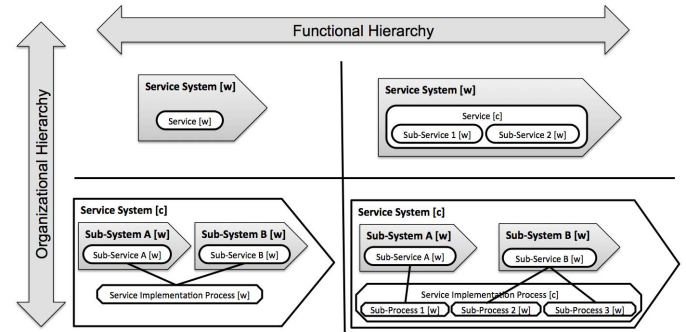 Functional Hierarchy
Organizational Hierarchy
Service System [w]
Service [w]
Service System [w]
Service [c]
Sub-Service 1 [w] Sub-Service 2 [w]
Service System [c]
Sub-System A [w] Sub-System B [w]
Sub-Service A [w] Sub-Service B [w]
Service Implementation Process [w]
Service System [c]
Sub-System A [w] Sub-System B [w]
Sub-Service A [w] Sub-Service B [w]
Service Implementation Process [c]
Sub-Process 1 [w] Sub-Process 2 [w] Sub-Process 3 [w]